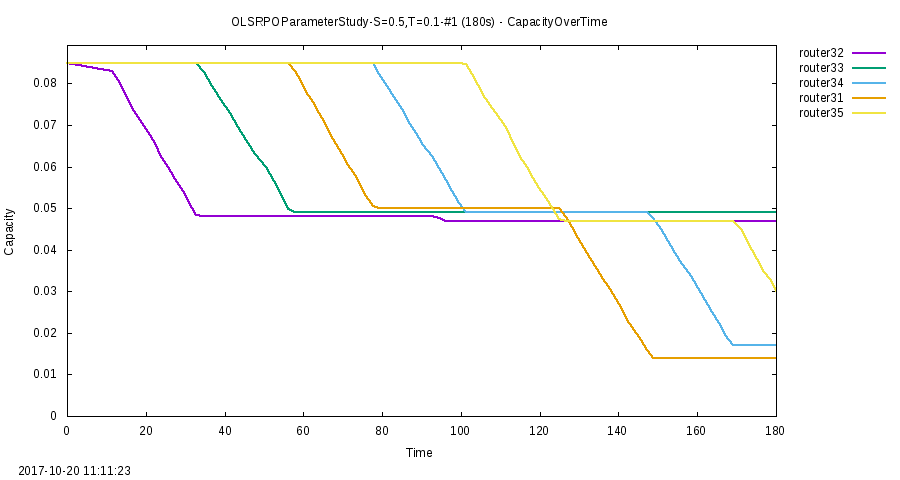 OLSRPOParameterStudy-S=0.5,T=0.1-#1 (180s) - CapacityOverTime
router32
router33
router34
router31
router35
0.08
0.07
0.06
0.05
0.04
0.03
0.02
0.01
0
Capacity
0 20 40 60 80 100 120 140 160 180
Time
2017-10-20 11:11:23